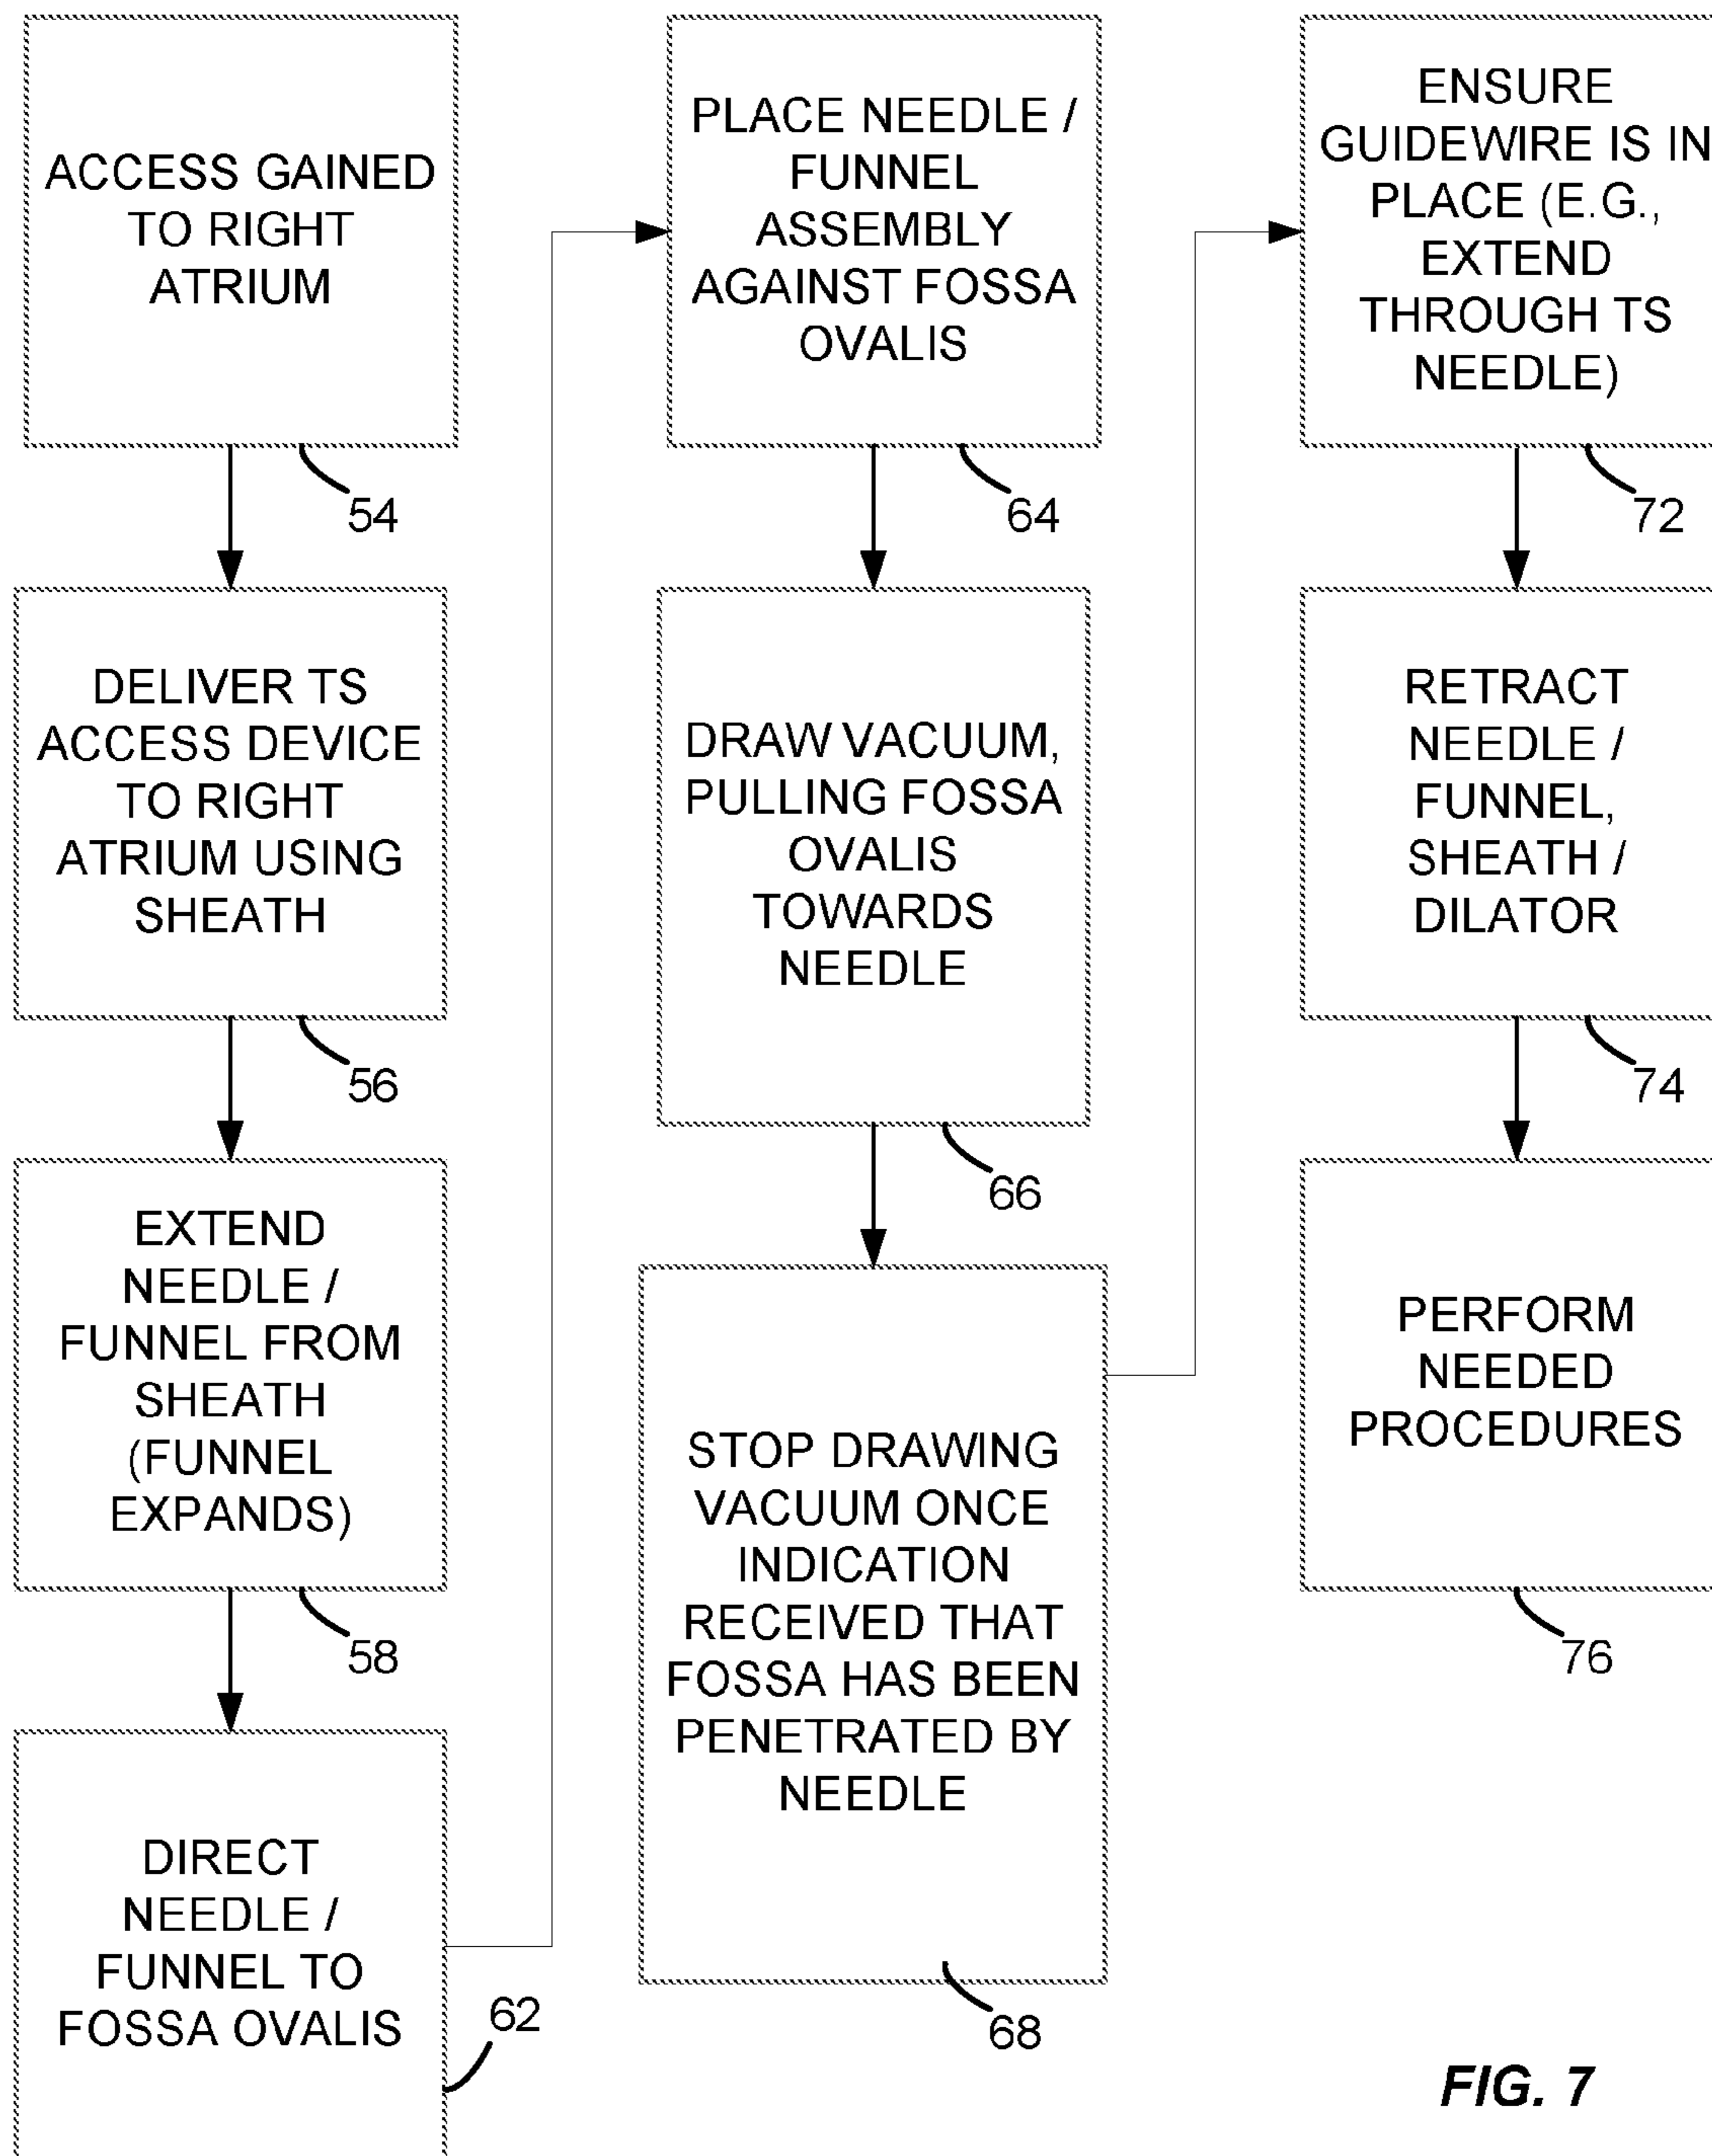 ACCESS GAINED
TO RIGHT
ATRIUM
54
DELIVER TS
ACCESS DEVICE
TO RIGHT
ATRIUM USING
SHEATH
56
EXTEND
NEEDLE /
FUNNEL FROM
SHEATH
(FUNNEL
EXPANDS)
58
DIRECT
NEEDLE /
FUNNEL TO
FOSSA OVALIS
62
PLACE NEEDLE /
FUNNEL
ASSEMBLY
AGAINST FOSSA
OVALIS
64
DRAW VACUUM,
PULLING FOSSA
OVALIS
TOWARDS
NEEDLE
66
STOP DRAWING
VACUUM ONCE
INDICATION
RECEIVED THAT
FOSSA HAS BEEN
PENETRATED BY
NEEDLE
68
ENSURE
GUIDEWIRE IS IN
PLACE (E.G.,
EXTEND
THROUGH TS
NEEDLE)
72
RETRACT
NEEDLE /
FUNNEL,
SHEATH /
DILATOR
74
PERFORM
NEEDED
PROCEDURES
76
FIG. 7